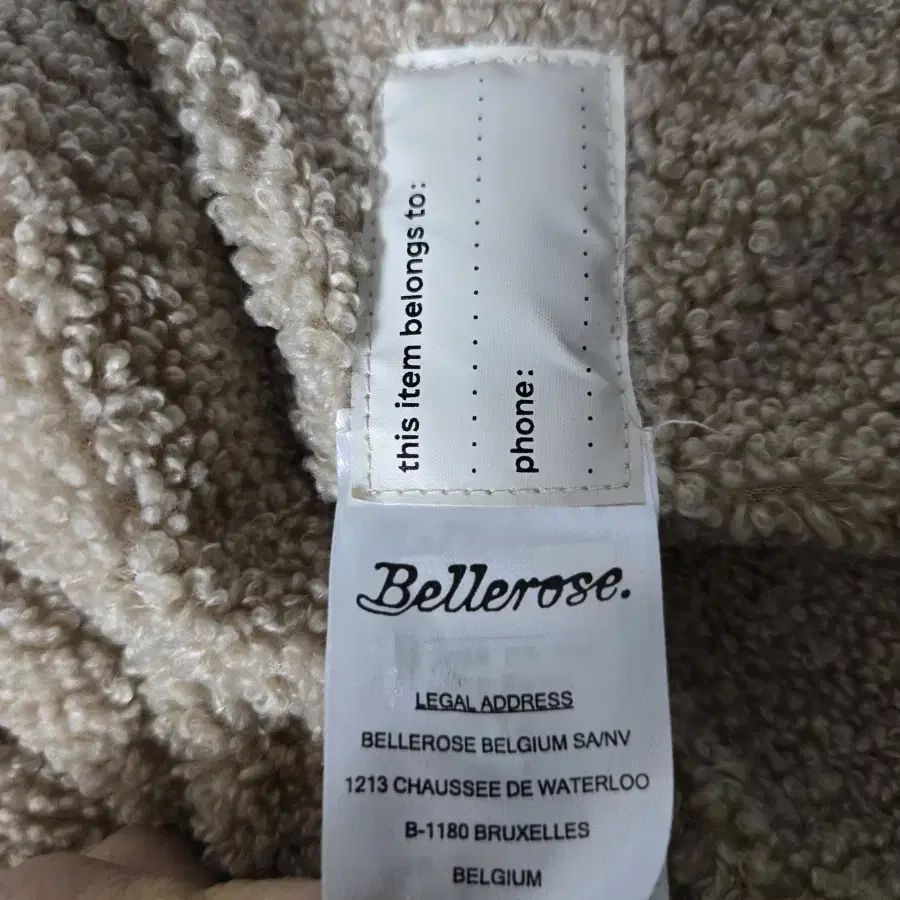 this item belongs to:
phone:
Bellerose.
LEGAL ADDRESS
BELLEROSE BELGIUM SA/NV
1213 CHAUSSEE DE WATERLOO
B-1180 BRUXELLES
BELGIUM